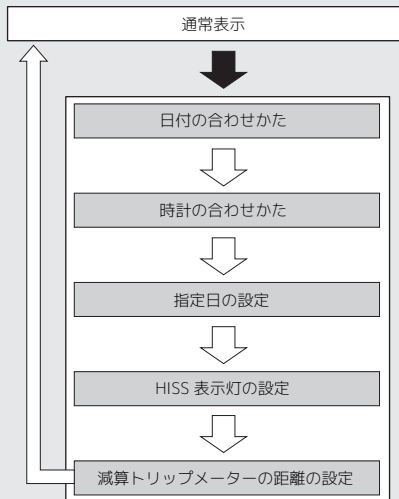 通常表示
日付の合わせかた
時計の合わせかた
指定日の設定
HISS 表示灯の設定
減算トリップメーターの距離の設定